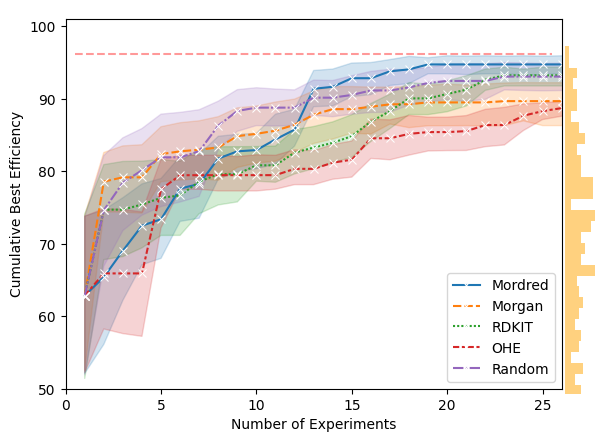 100
90
80
70
60
50
0
5
10
15
20
25
Cumulative Best Efficiency
Number of Experiments
Mordred
Morgan
RDKIT
OHE
Random